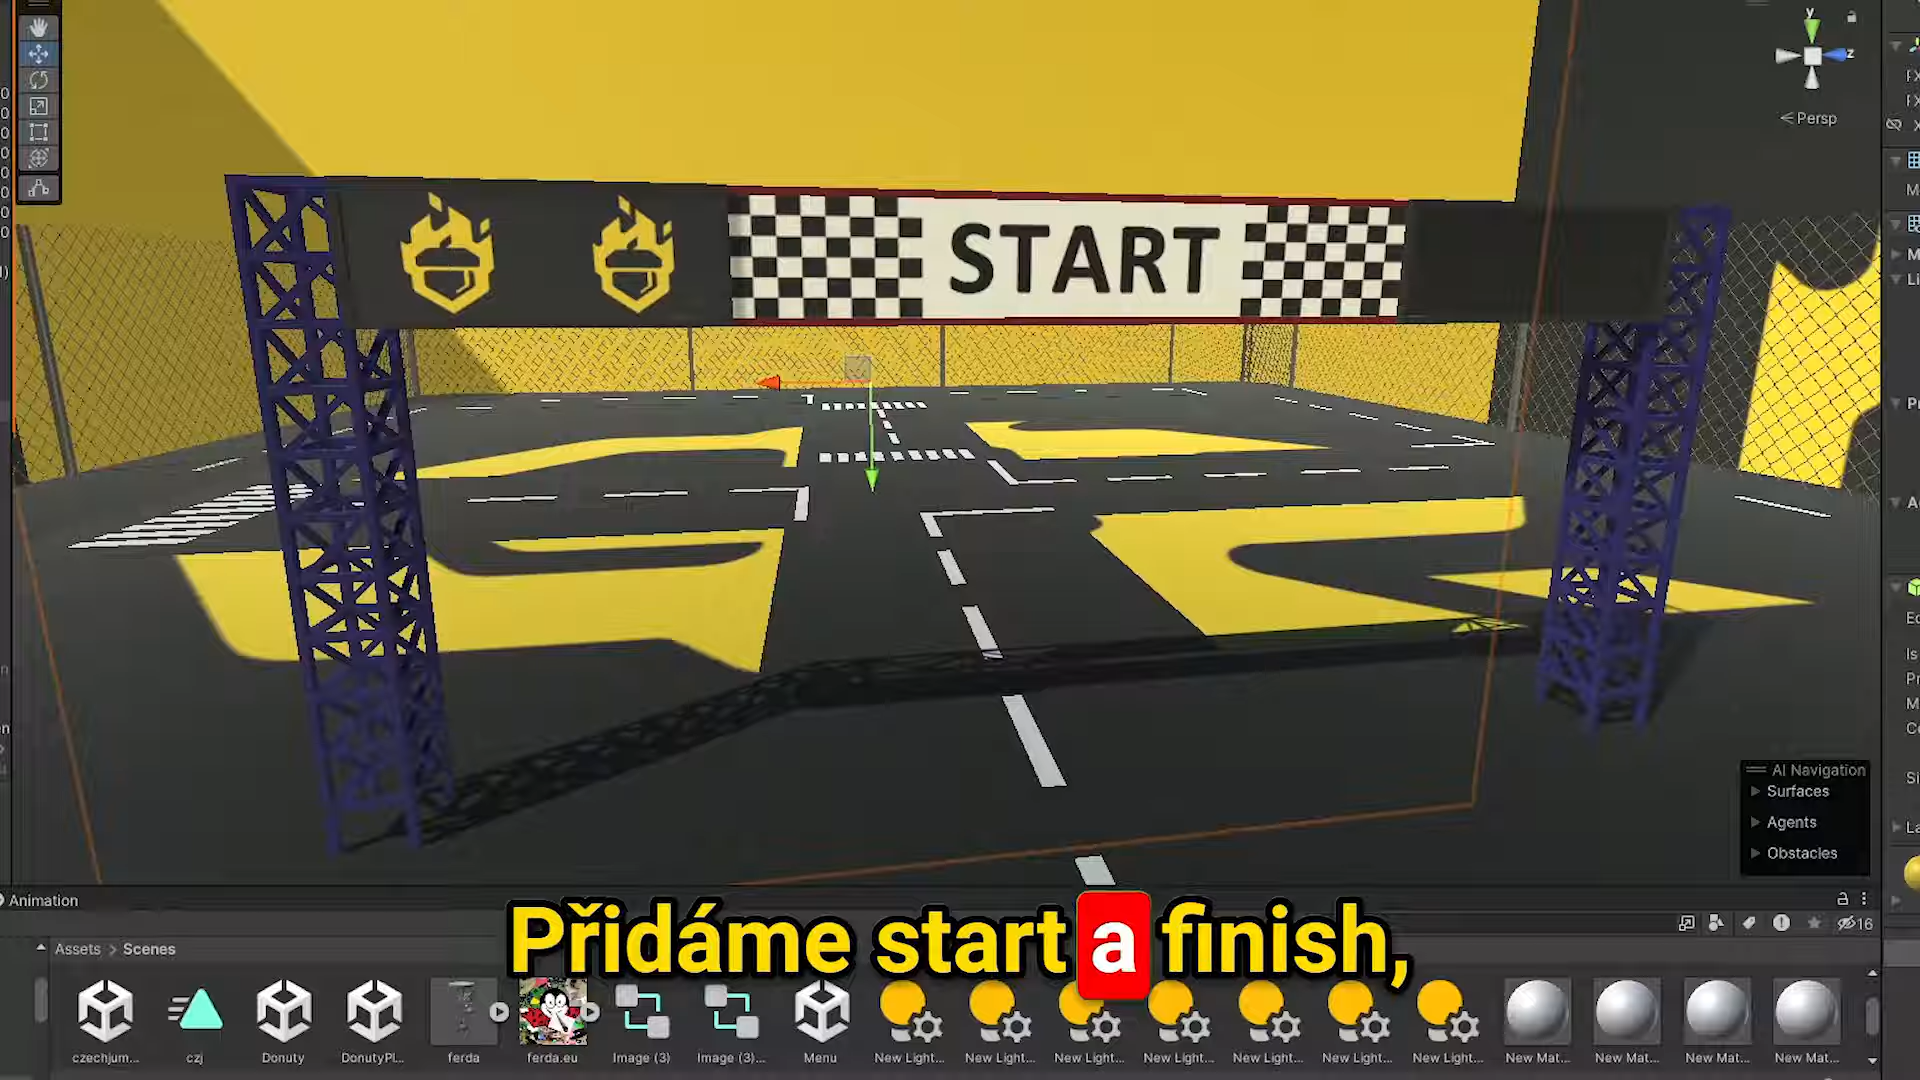 y
z
Persp
START
AI Navigation
Surfaces
Agents
Obstacles
Animation
16
Assets > Scenes
Přidáme start a finish,
czechjum...
czj
Donuty
DonutyPl...
ferda
ferda.eu
Image (3)
Image (3)...
Menu
New Light...
New Light...
New Light...
New Light...
New Light...
New Light...
New Light...
New Mat...
New Mat...
New Mat...
New Mat...